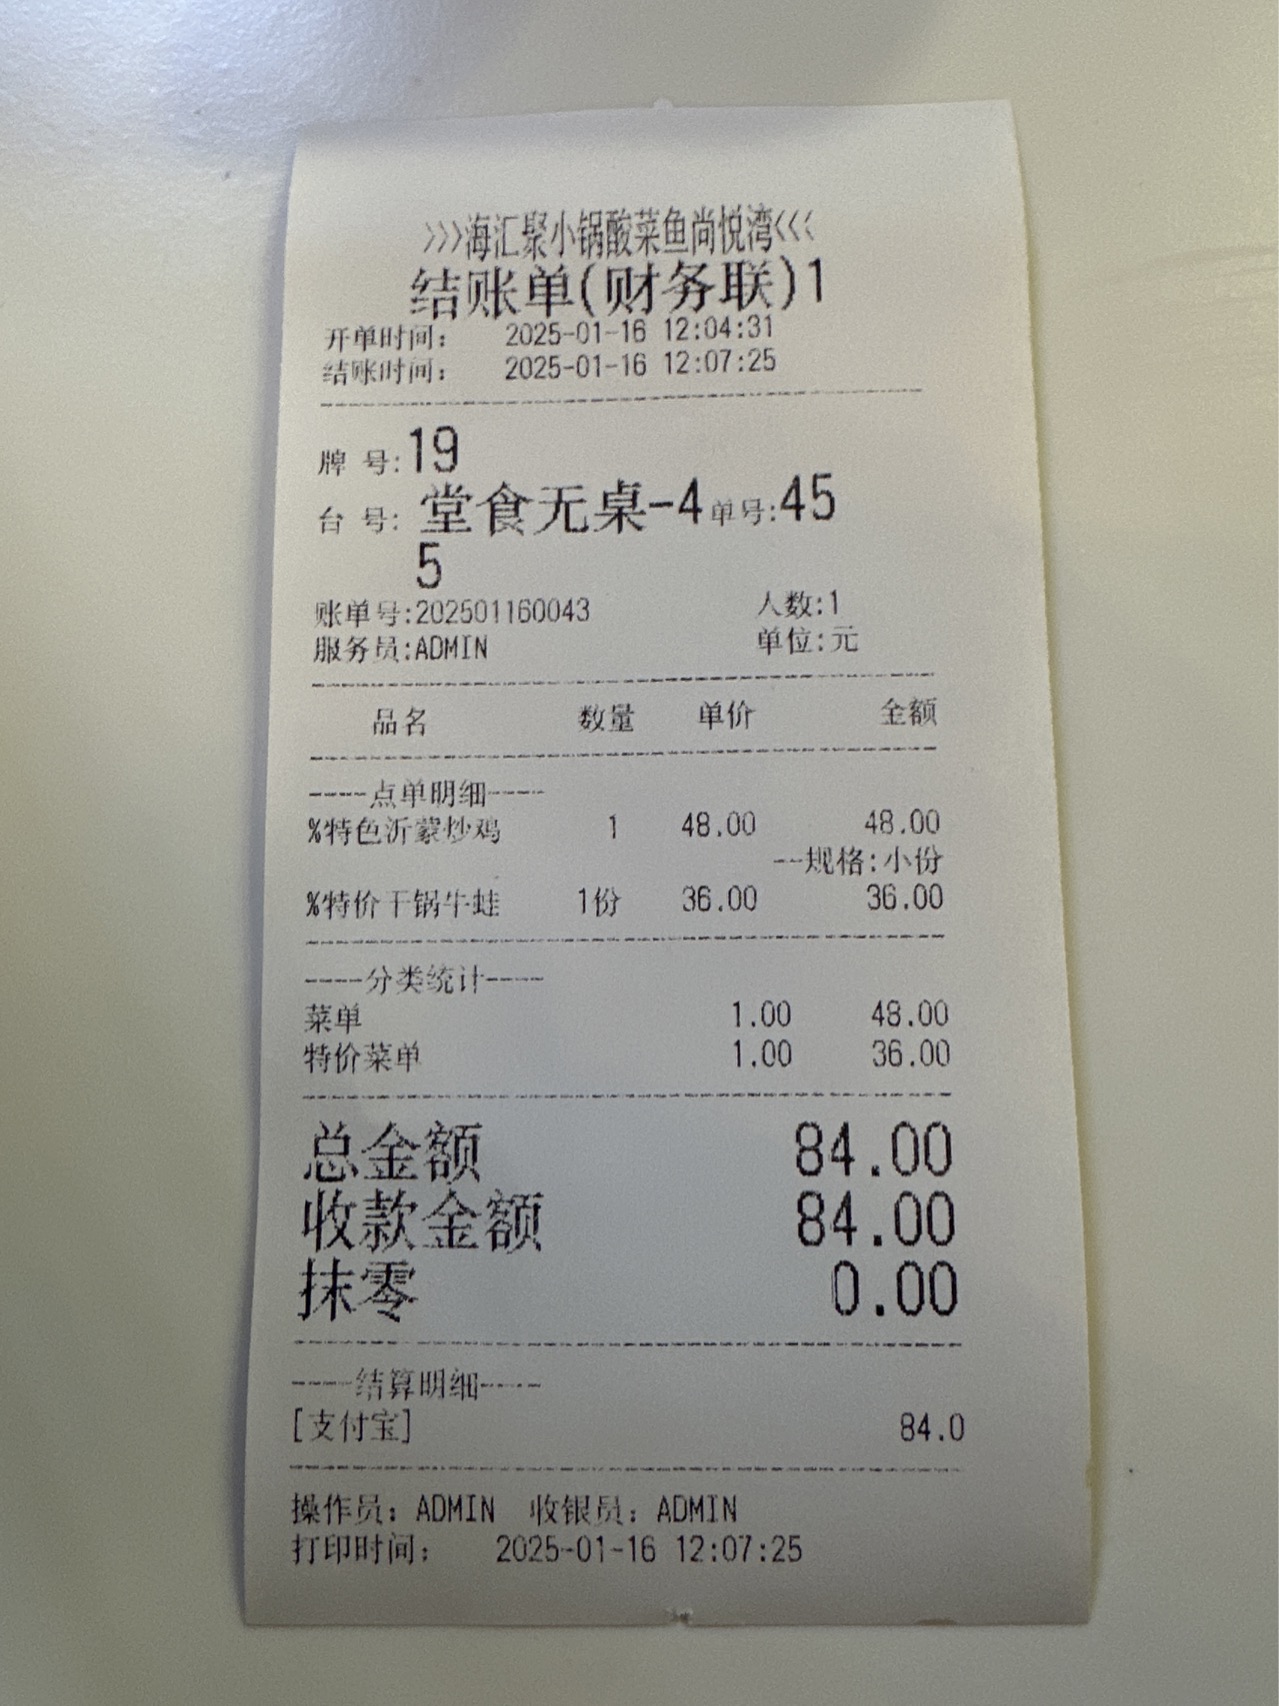 >>>海汇聚小锅酸菜鱼尚悦湾<<<
结账单(财务联)1
开单时间: 2025-01-16 12:04:31
结账时间: 2025-01-16 12:07:25
牌 号:19
台 号: 堂食无桌-4单号:45
5
账单号:202501160043 人数:1
服务员:ADMIN 单位:元
品名 数量 单价 金额
----点单明细----
%特色沂蒙炒鸡 1 48.00 48.00
--规格:小份
%特价干锅牛蛙 1份 36.00 36.00
----分类统计----
菜单 1.00 48.00
特价菜单 1.00 36.00
总金额 84.00
收款金额 84.00
抹零 0.00
----结算明细----
[支付宝] 84.0
操作员: ADMIN 收银员: ADMIN
打印时间: 2025-01-16 12:07:25